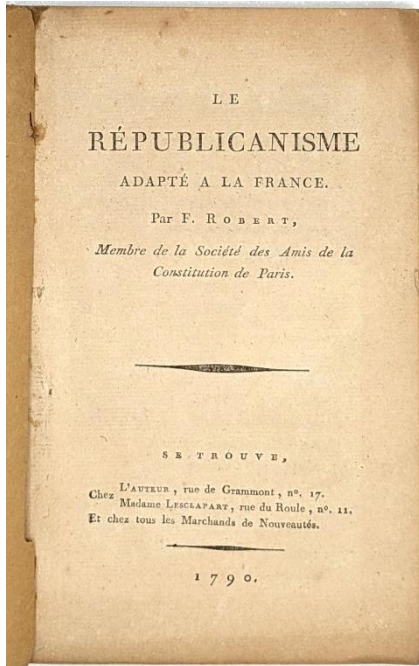 LE
RÉPUBLICANISME
ADAPTÉ A LA FRANCE.
Par F. ROBERT,
Membre de la Société des Amis de la
Constitution de Paris.
SE TROUVE,
Chez L'AUTEUR, rue de Grammont, nº. 17.
Madame LESCLAPART, rue du Roule, nº. 11.
Et chez tous les Marchands de Nouveautés.
1790.